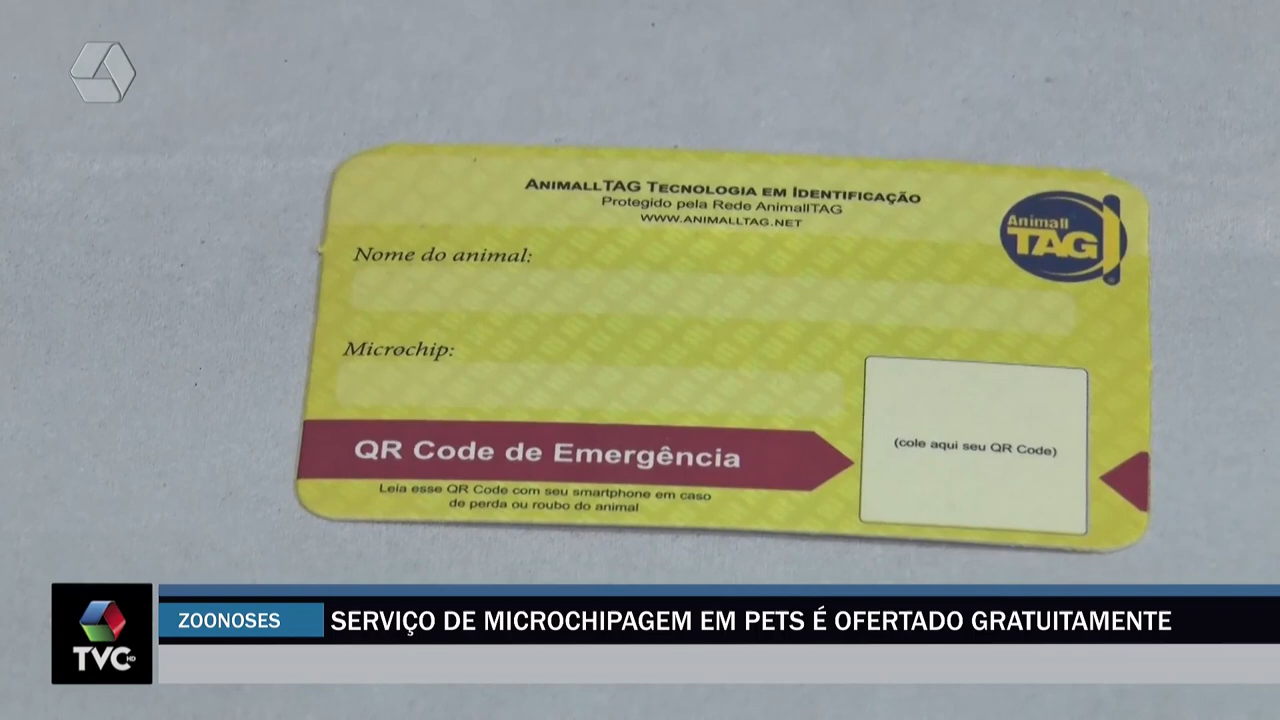 AnimallTAG Tecnologia em Identificação
Protegido pela Rede AnimallTAG
www.animalltag.net
Animall
TAG
Nome do animal:
Microchip:
QR Code de Emergência
(cole aqui seu QR Code)
Leia esse QR Code com seu smartphone em caso
de perda ou roubo do animal
ZOONOSES
SERVIÇO DE MICROCHIPAGEM EM PETS É OFERTADO GRATUITAMENTE
TVC HD